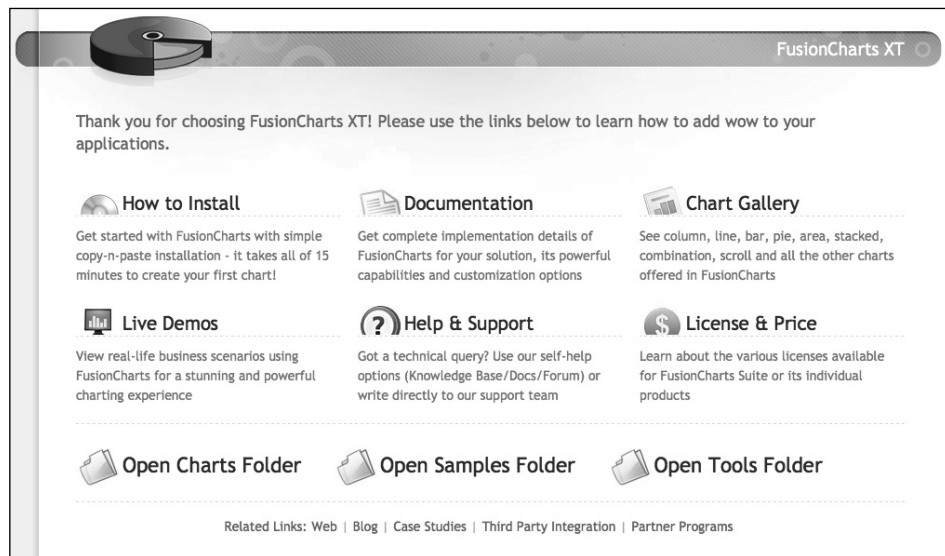 FusionCharts XT
Thank you for choosing FusionCharts XT! Please use the links below to learn how to add wow to your
applications.
How to Install
Get started with FusionCharts with simple
copy-n-paste installation - it takes all of 15
minutes to create your first chart!
Documentation
Get complete implementation details of
FusionCharts for your solution, its powerful
capabilities and customization options
Chart Gallery
See column, line, bar, pie, area, stacked,
combination, scroll and all the other charts
offered in FusionCharts
Live Demos
View real-life business scenarios using
FusionCharts for a stunning and powerful
charting experience
Help & Support
Got a technical query? Use our self-help
options (Knowledge Base/Docs/Forum) or
write directly to our support team
License & Price
Learn about the various licenses available
for FusionCharts Suite or its individual
products
Open Charts Folder
Open Samples Folder
Open Tools Folder
Related Links: Web | Blog | Case Studies | Third Party Integration | Partner Programs